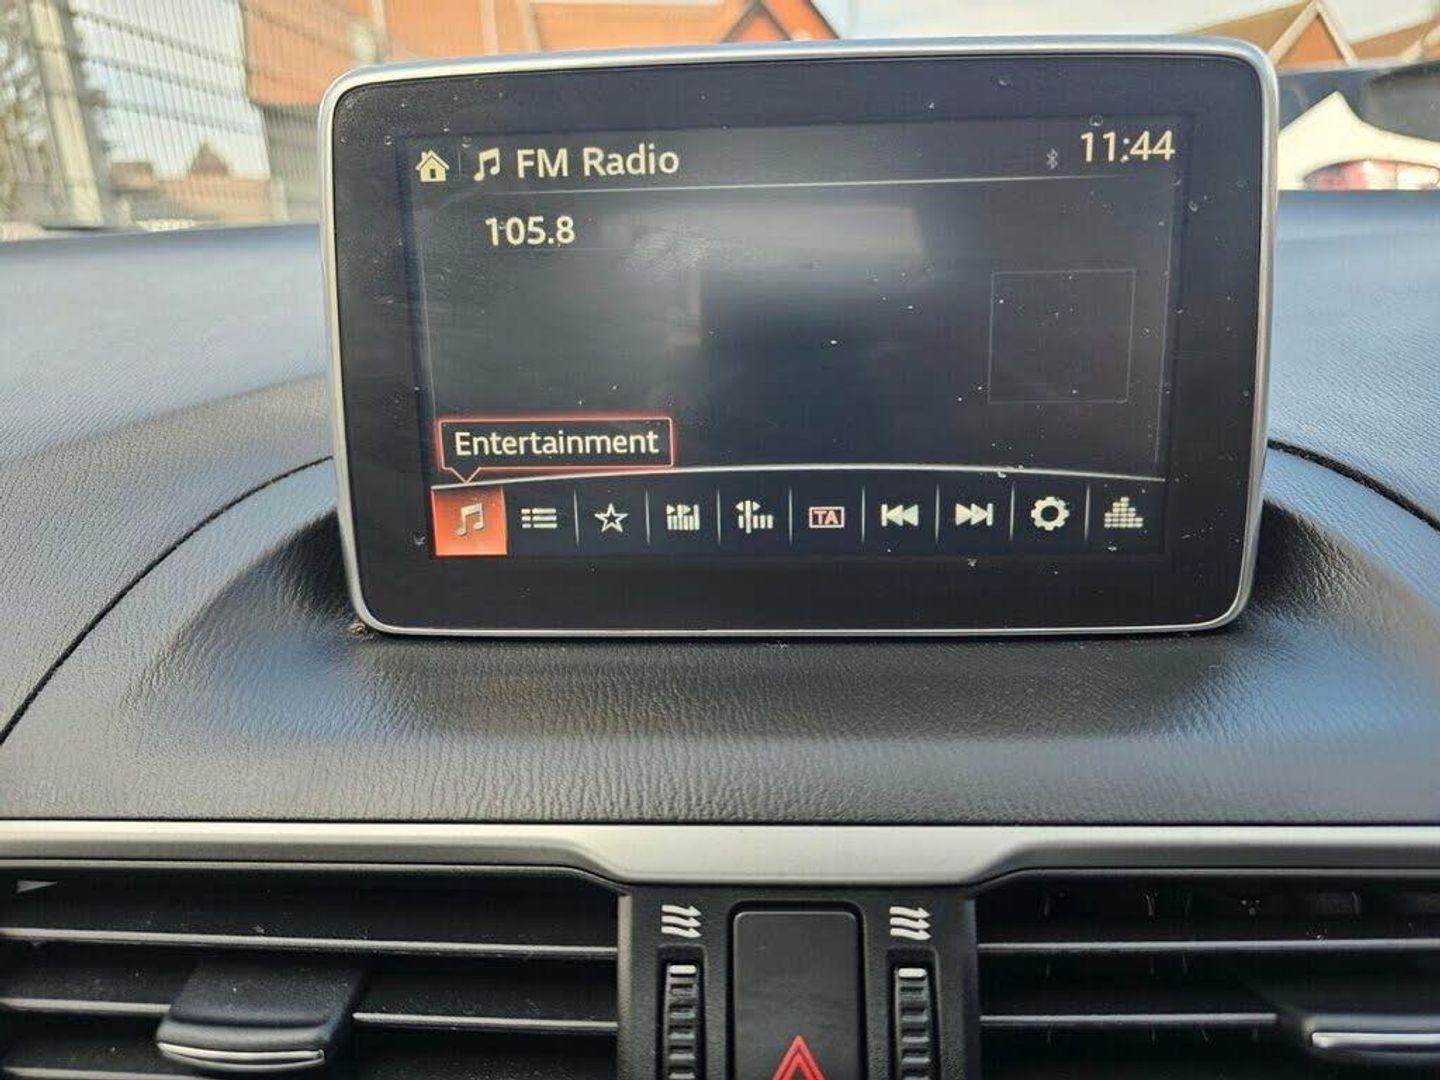 FM Radio 11:44
105.8
Entertainment
TA